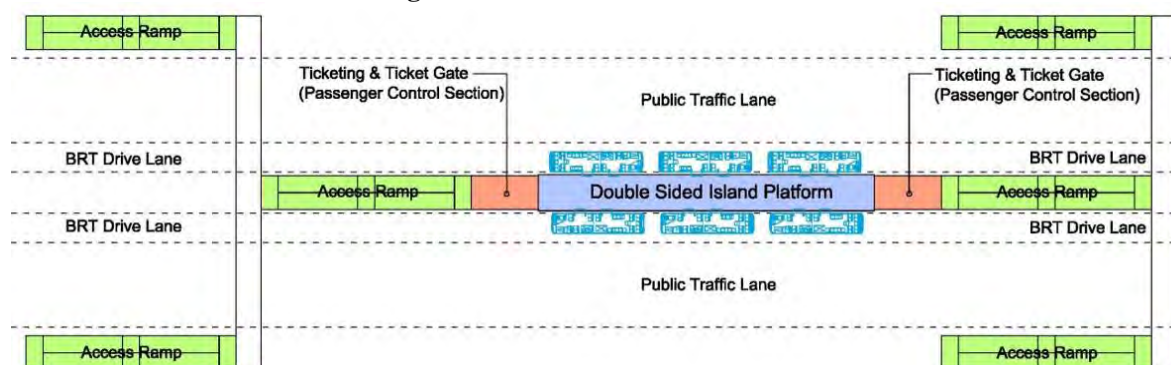 Access Ramp
Access Ramp
Ticketing & Ticket Gate
(Passenger Control Section)
Ticketing & Ticket Gate
(Passenger Control Section)
Public Traffic Lane
BRT Drive Lane
BRT Drive Lane
Access Ramp
Double Sided Island Platform
Access Ramp
BRT Drive Lane
BRT Drive Lane
Public Traffic Lane
Access Ramp
Access Ramp